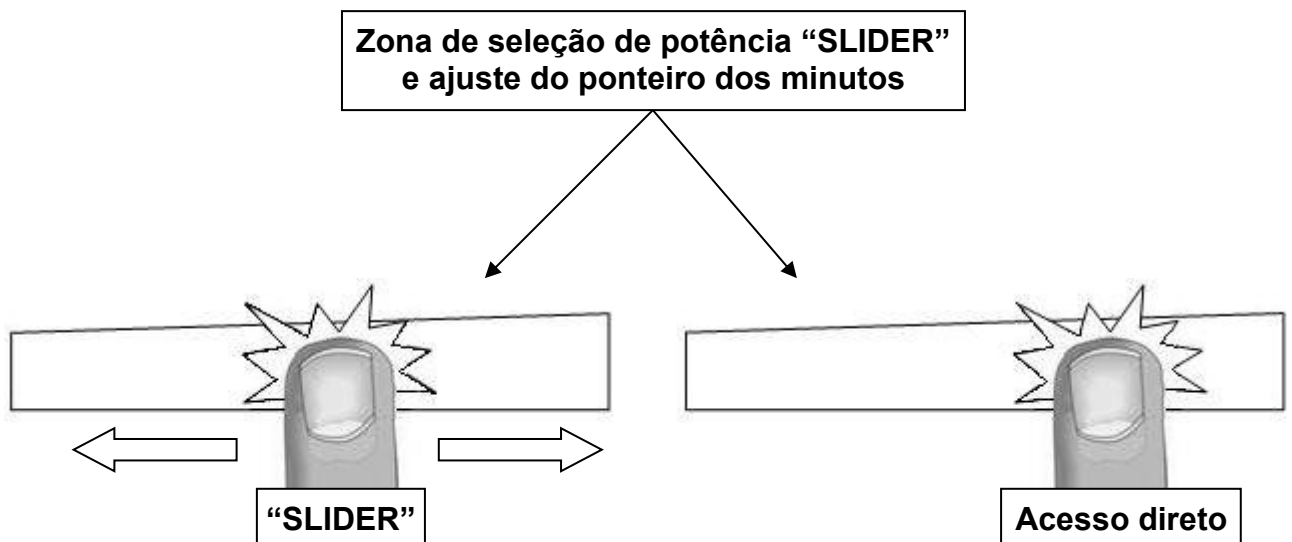 Zona de seleção de potência “SLIDER”
e ajuste do ponteiro dos minutos
“SLIDER”
Acesso direto